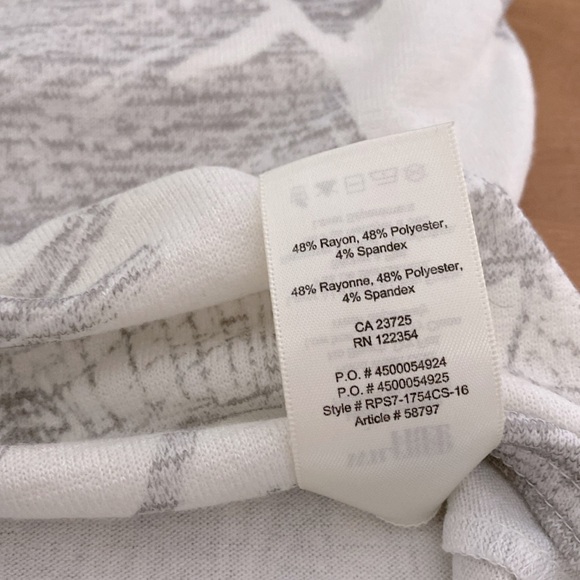 48% Rayon, 48% Polyester,
4% Spandex
48% Rayonne, 48% Polyester,
4% Spandex
CA 23725
RN 122354
P.O. # 4500054924
P.O. # 4500054925
Style # RPS7-1754CS-16
Article # 58797